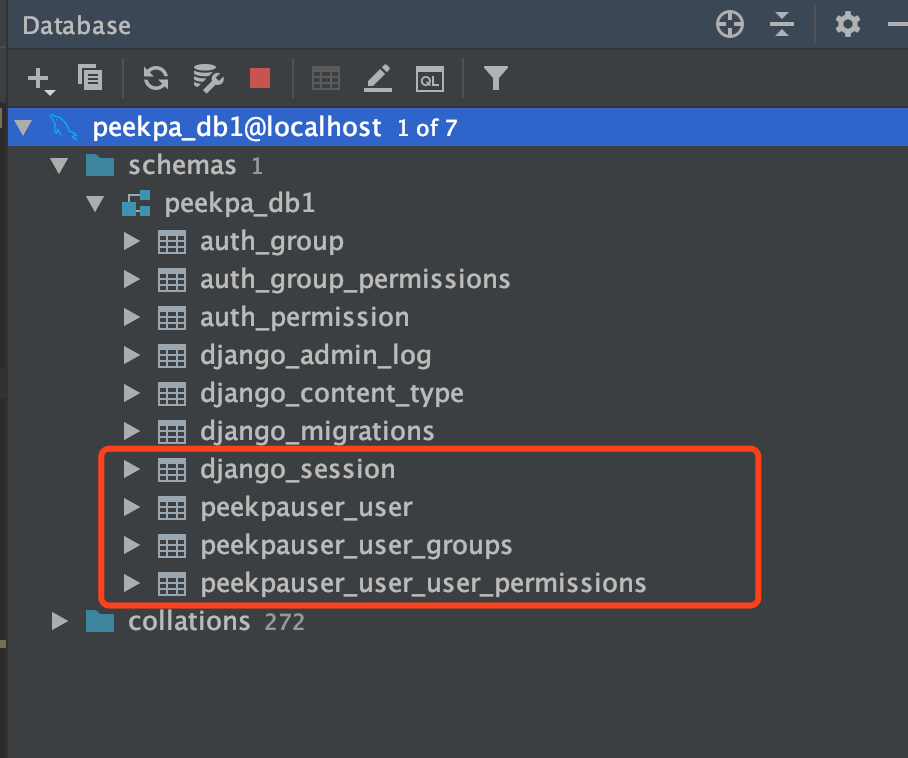 Database
QL
peekpa_db1@localhost 1 of 7
schemas 1
peekpa_db1
auth_group
auth_group_permissions
auth_permission
django_admin_log
django_content_type
django_migrations
django_session
peekpauser_user
peekpauser_user_groups
peekpauser_user_user_permissions
collations 272